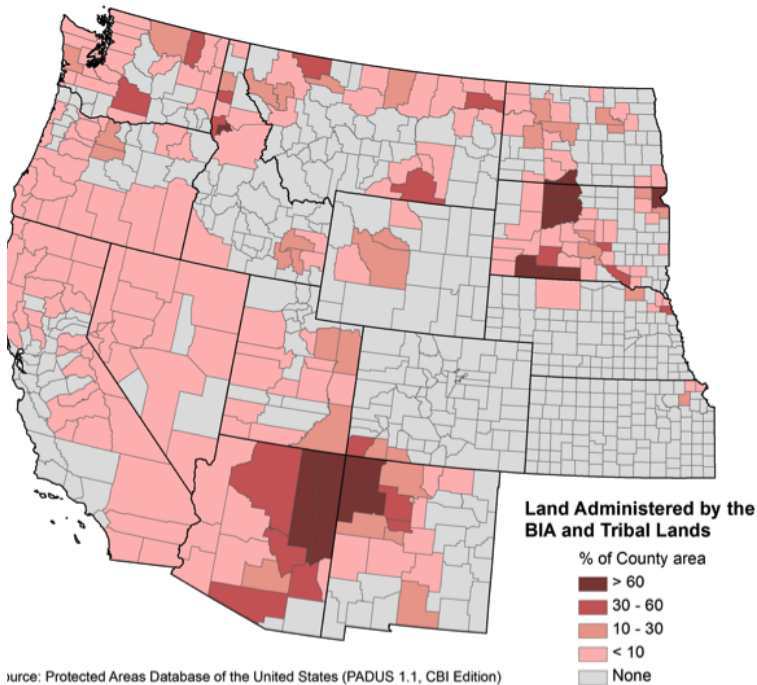 Land Administered by the
BIA and Tribal Lands
% of County area
> 60
30 - 60
10 - 30
< 10
None
urce: Protected Areas Database of the United States (PADUS 1.1, CBI Edition)